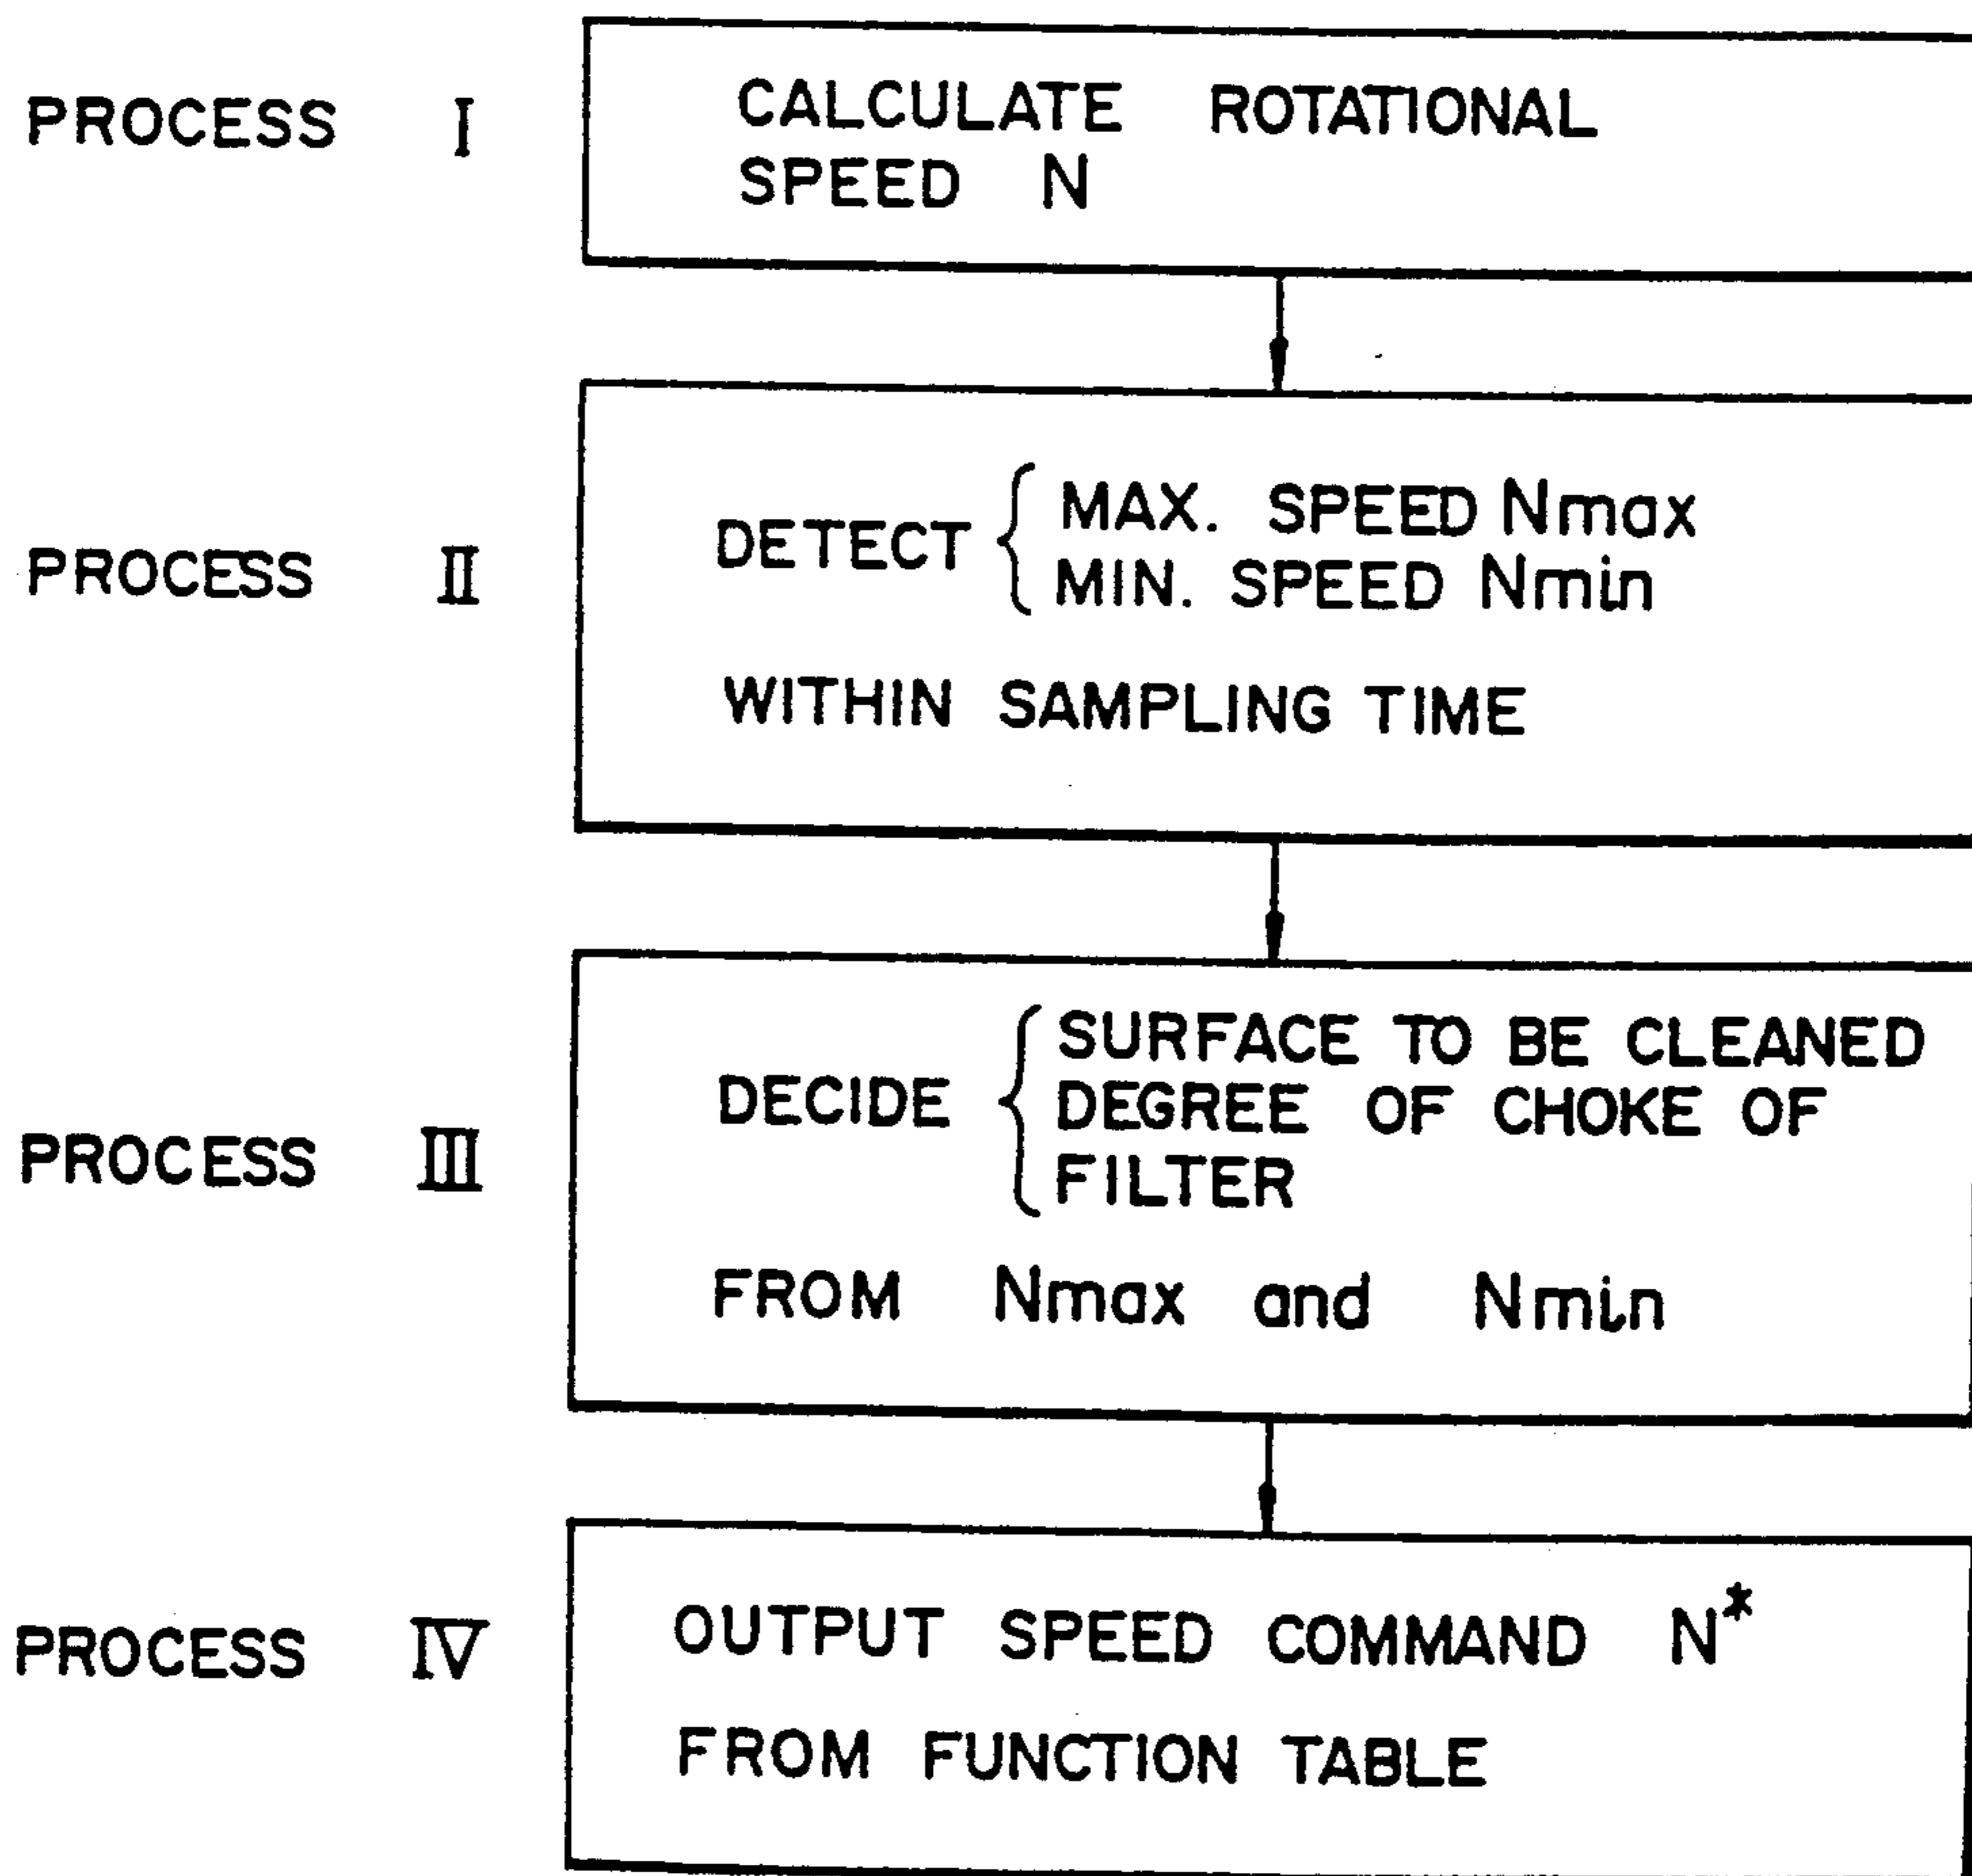 PROCESS I
CALCULATE ROTATIONAL
SPEED N
PROCESS II
DETECT { MAX. SPEED Nmax
MIN. SPEED Nmin
WITHIN SAMPLING TIME
PROCESS III
DECIDE { SURFACE TO BE CLEANED
DEGREE OF CHOKE OF
FILTER
FROM Nmax and Nmin
PROCESS IV
OUTPUT SPEED COMMAND N*
FROM FUNCTION TABLE